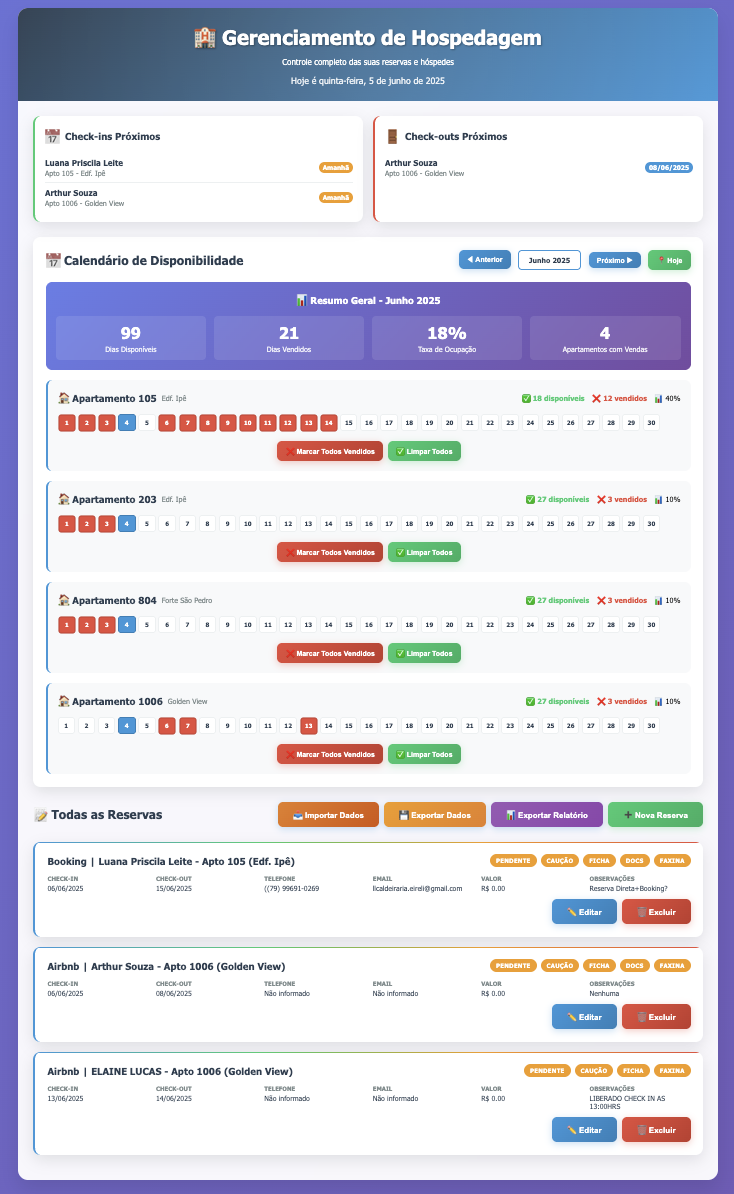 Gerenciamento de Hospedagem
Controle completo das suas reservas e hóspedes
Hoje é quinta-feira, 5 de junho de 2025
Check-ins Próximos
Luana Priscila Leite
Apto 105 - Edf. Ipê
Amanhã
Arthur Souza
Apto 1006 - Golden View
Amanhã
Check-outs Próximos
Arthur Souza
Apto 1006 - Golden View
08/06/2025
Calendário de Disponibilidade
◀ Anterior
Junho 2025
Próximo ▶
Hoje
Resumo Geral - Junho 2025
99
Dias Disponíveis
21
Dias Vendidos
18%
Taxa de Ocupação
4
Apartamentos com Vendas
Apartamento 105 Edf. Ipê
18 disponíveis 12 vendidos 40%
1 2 3 4 5 6 7 8 9 10 11 12 13 14 15 16 17 18 19 20 21 22 23 24 25 26 27 28 29 30
Marcar Todos Vendidos
Limpar Todos
Apartamento 203 Edf. Ipê
27 disponíveis 3 vendidos 10%
1 2 3 4 5 6 7 8 9 10 11 12 13 14 15 16 17 18 19 20 21 22 23 24 25 26 27 28 29 30
Marcar Todos Vendidos
Limpar Todos
Apartamento 804 Forte São Pedro
27 disponíveis 3 vendidos 10%
1 2 3 4 5 6 7 8 9 10 11 12 13 14 15 16 17 18 19 20 21 22 23 24 25 26 27 28 29 30
Marcar Todos Vendidos
Limpar Todos
Apartamento 1006 Golden View
27 disponíveis 3 vendidos 10%
1 2 3 4 5 6 7 8 9 10 11 12 13 14 15 16 17 18 19 20 21 22 23 24 25 26 27 28 29 30
Marcar Todos Vendidos
Limpar Todos
Todas as Reservas
Importar Dados
Exportar Dados
Exportar Relatório
Nova Reserva
Booking | Luana Priscila Leite - Apto 105 (Edf. Ipê)
PENDENTE CAUÇÃO FICHA DOCS FAXINA
CHECK-IN CHECK-OUT TELEFONE EMAIL VALOR OBSERVAÇÕES
06/06/2025 15/06/2025 ((79) 99691-0269 llcaldeiraria.eireli@gmail.com R$ 0.00 Reserva Direta+Booking?
Editar
Excluir
Airbnb | Arthur Souza - Apto 1006 (Golden View)
PENDENTE CAUÇÃO FICHA DOCS FAXINA
CHECK-IN CHECK-OUT TELEFONE EMAIL VALOR OBSERVAÇÕES
06/06/2025 08/06/2025 Não informado Não informado R$ 0.00 Nenhuma
Editar
Excluir
Airbnb | ELAINE LUCAS - Apto 1006 (Golden View)
PENDENTE CAUÇÃO FICHA FAXINA
CHECK-IN CHECK-OUT TELEFONE EMAIL VALOR OBSERVAÇÕES
13/06/2025 14/06/2025 Não informado Não informado R$ 0.00 LIBERADO CHECK IN AS
13:00HRS
Editar
Excluir